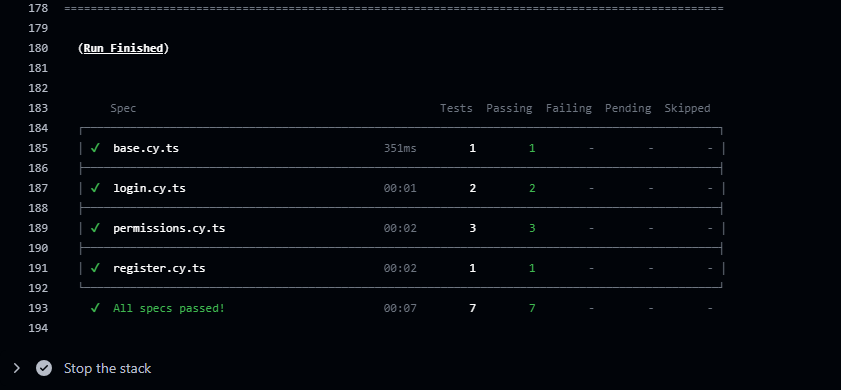 178 ====================================================================================================
179
180 (Run Finished)
181
182
183 Spec Tests Passing Failing Pending Skipped
184
185 ✓ base.cy.ts 351ms 1 1 - - -
186
187 ✓ login.cy.ts 00:01 2 2 - - -
188
189 ✓ permissions.cy.ts 00:02 3 3 - - -
190
191 ✓ register.cy.ts 00:02 1 1 - - -
192
193 ✓ All specs passed! 00:07 7 7 - - -
194
Stop the stack